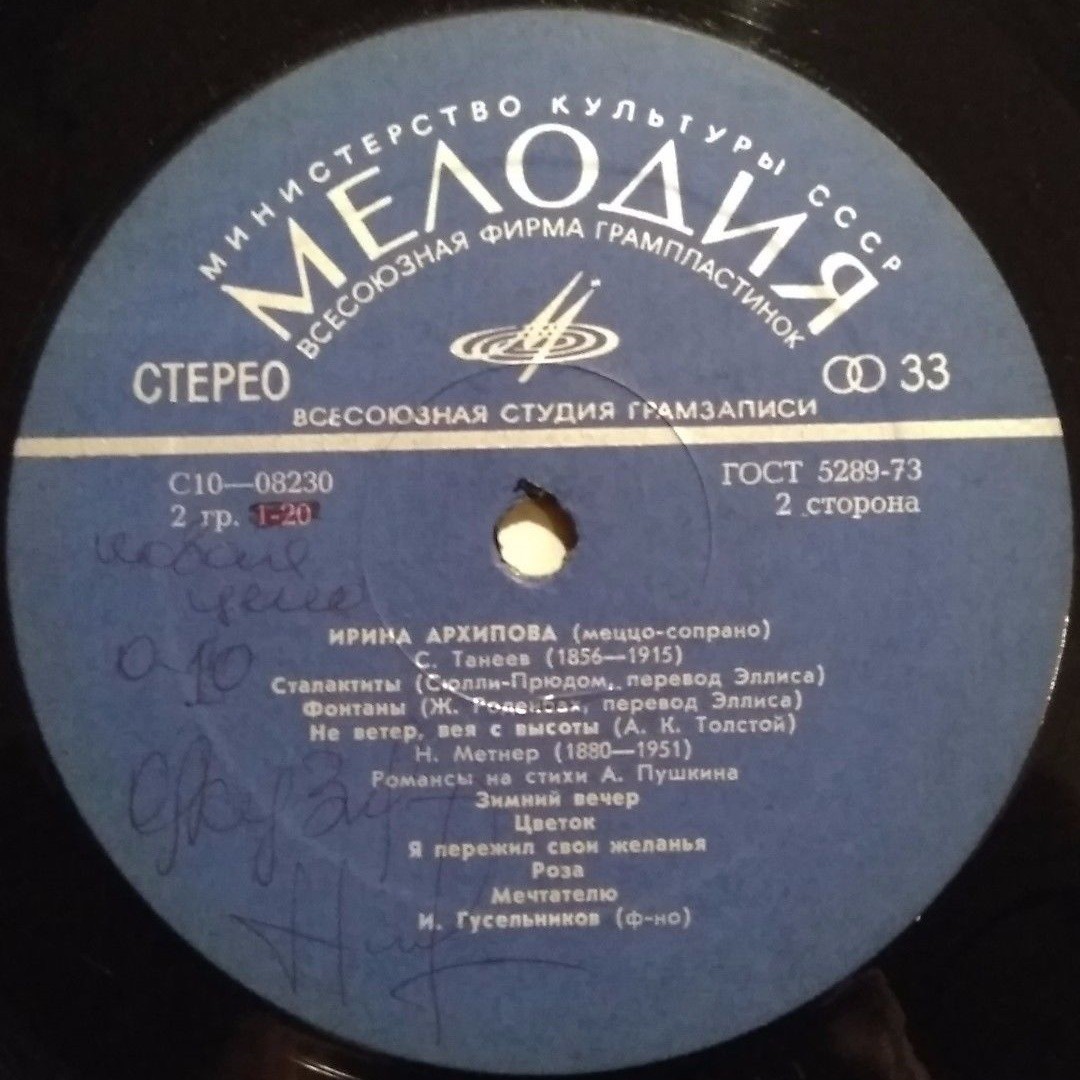 МИНИСТЕРСТВО КУЛЬТУРЫ СССР
МЕЛОДИЯ
ВСЕСОЮЗНАЯ ФИРМА ГРАМПЛАСТИНОК
СТЕРЕО
33
ВСЕСОЮЗНАЯ СТУДИЯ ГРАМЗАПИСИ
С10—08230
ГОСТ 5289-73
2 гр. 1-20
2 сторона
новая
цена
0-10
ИРИНА АРХИПОВА (меццо-сопрано)
С. Танеев (1856—1915)
Сталактиты (Сюлли-Прюдом, перевод Эллиса)
Фонтаны (Ж. Роденбах, перевод Эллиса)
Не ветер, вея с высоты (А. К. Толстой)
Н. Метнер (1880—1951)
Романсы на стихи А. Пушкина
Зимний вечер
Цветок
Я пережил свои желанья
Роза
Мечтателю
И. Гусельников (ф-но)